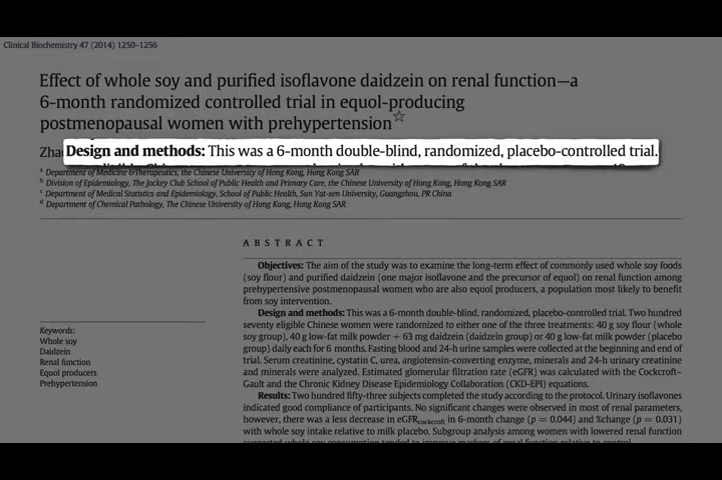 Clinical Biochemistry 47 (2014) 1250–1256
Effect of whole soy and purified isoflavone daidzein on renal function—a
6-month randomized controlled trial in equol-producing
postmenopausal women with prehypertension☆
Design and methods: This was a 6-month double-blind, randomized, placebo-controlled trial.
a Department of Medicine &Therapeutics, the Chinese University of Hong Kong, Hong Kong SAR
b Division of Epidemiology, The Jockey Club School of Public Health and Primary Care, the Chinese University of Hong Kong, Hong Kong SAR
c Department of Medical Statistics and Epidemiology, School of Public Health, Sun Yat-sen University, Guangzhou, PR China
d Department of Chemical Pathology, The Chinese University of Hong Kong, Hong Kong SAR
ABSTRACT
Objectives: The aim of the study was to examine the long-term effect of commonly used whole soy foods
(soy flour) and purified daidzein (one major isoflavone and the precursor of equol) on renal function among
prehypertensive postmenopausal women who are also equol producers, a population most likely to benefit
from soy intervention.
Design and methods: This was a 6-month double-blind, randomized, placebo-controlled trial. Two hundred
seventy eligible Chinese women were randomized to either one of the three treatments: 40 g soy flour (whole
soy group), 40 g low-fat milk powder + 63 mg daidzein (daidzein group) or 40 g low-fat milk powder (placebo
group) daily each for 6 months. Fasting blood and 24-h urine samples were collected at the beginning and end of
trial. Serum creatinine, cystatin C, urea, angiotensin-converting enzyme, minerals and 24-h urinary creatinine
and minerals were analyzed. Estimated glomerular filtration rate (eGFR) was calculated with the Cockcroft–
Gault and the Chronic Kidney Disease Epidemiology Collaboration (CKD-EPI) equations.
Results: Two hundred fifty-three subjects completed the study according to the protocol. Urinary isoflavones
indicated good compliance of participants. No significant changes were observed in most of renal parameters,
however, there was a less decrease in eGFRcockcroft in 6-month change (p = 0.044) and %change (p = 0.031)
with whole soy intake relative to milk placebo. Subgroup analysis among women with lowered renal function
Keywords:
Whole soy
Daidzein
Renal function
Equol producers
Prehypertension